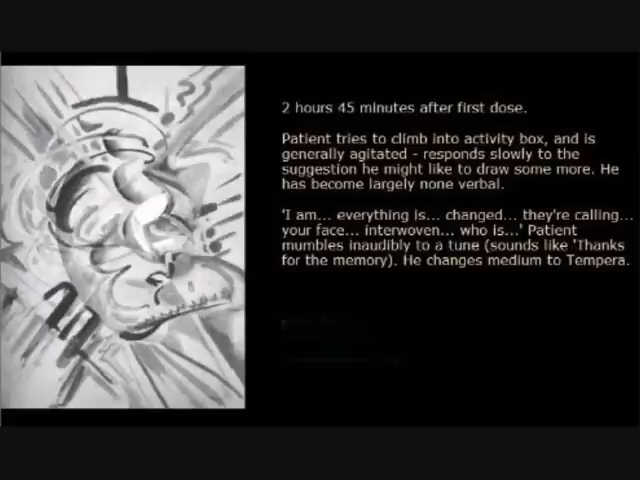 2 hours 45 minutes after first dose.
Patient tries to climb into activity box, and is
generally agitated - responds slowly to the
suggestion he might like to draw some more. He
has become largely none verbal.
'I am... everything is... changed... they're calling...
your face... interwoven... who is...' Patient
mumbles inaudibly to a tune (sounds like 'Thanks
for the memory). He changes medium to Tempera.